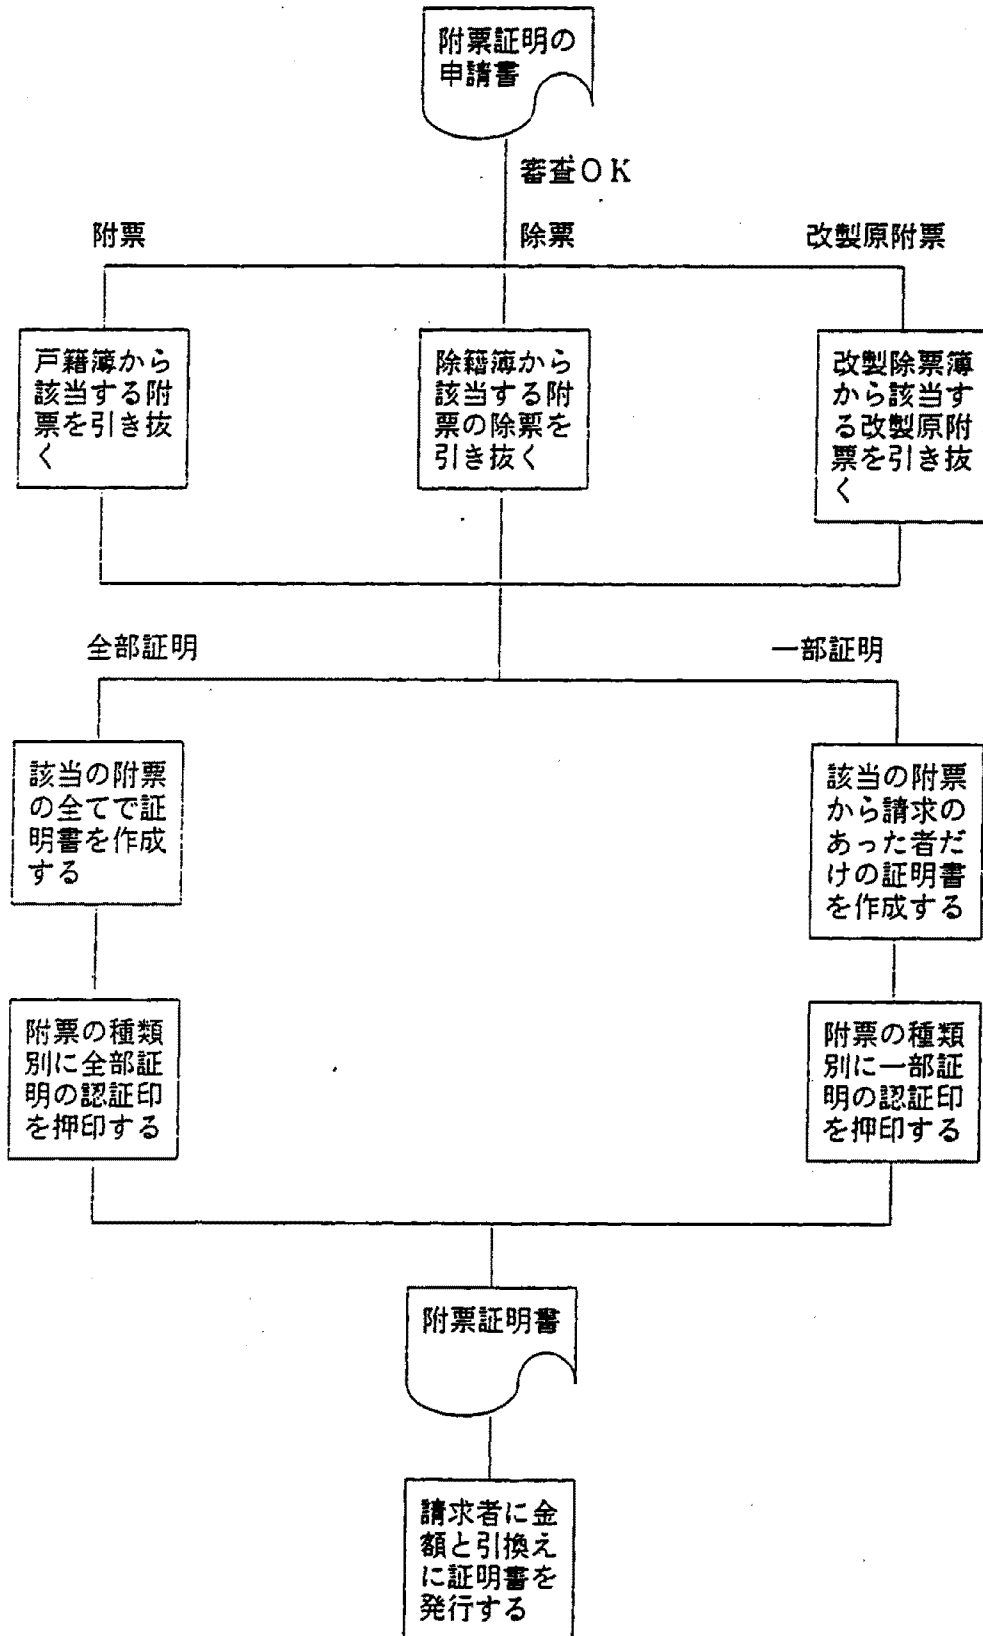 附票証明の
申請書
審査OK
附票
除票
改製原附票
戸籍簿から
該当する附
票を引き抜
く
除籍簿から
該当する附
票の除票を
引き抜く
改製除票簿
から該当す
る改製原附
票を引き抜
く
全部証明
一部証明
該当の附票
の全てで証
明書を作成
する
該当の附票
から請求の
あった者だ
けの証明書
を作成する
附票の種類
別に全部証
明の認証印
を押印する
附票の種類
別に一部証
明の認証印
を押印する
附票証明書
請求者に金
額と引換え
に証明書を
発行する